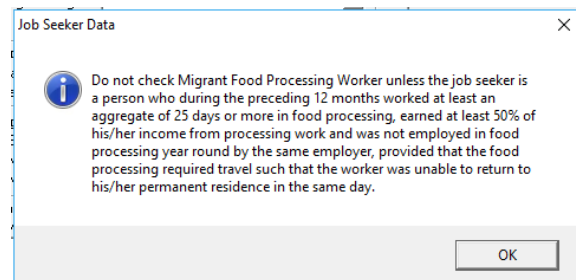 Job Seeker Data
Do not check Migrant Food Processing Worker unless the job seeker is
a person who during the preceding 12 months worked at least an
aggregate of 25 days or more in food processing, earned at least 50% of
his/her income from processing work and was not employed in food
processing year round by the same employer, provided that the food
processing required travel such that the worker was unable to return to
his/her permanent residence in the same day.
OK